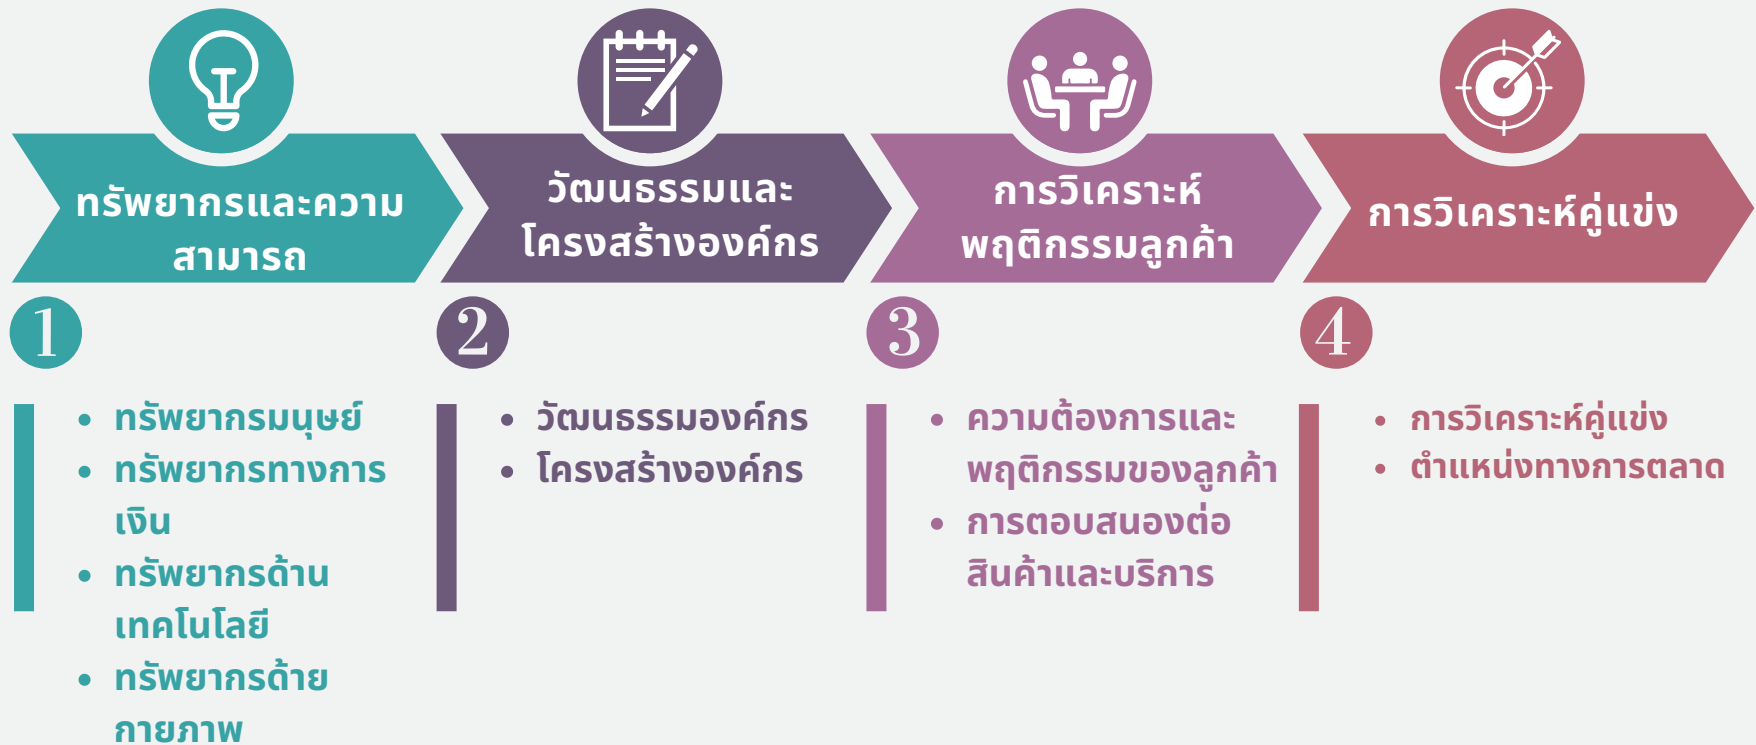 ทรัพยากรและความ
สามารถ
วัฒนธรรมและ
โครงสร้างองค์กร
การวิเคราะห์
พฤติกรรมลูกค้า
การวิเคราะห์คู่แข่ง
1
• ทรัพยากรมนุษย์
• ทรัพยากรทางการ
เงิน
• ทรัพยากรด้าน
เทคโนโลยี
• ทรัพยากรด้าย
กายภาพ
2
• วัฒนธรรมองค์กร
• โครงสร้างองค์กร
3
• ความต้องการและ
พฤติกรรมของลูกค้า
• การตอบสนองต่อ
สินค้าและบริการ
4
• การวิเคราะห์คู่แข่ง
• ตำแหน่งทางการตลาด